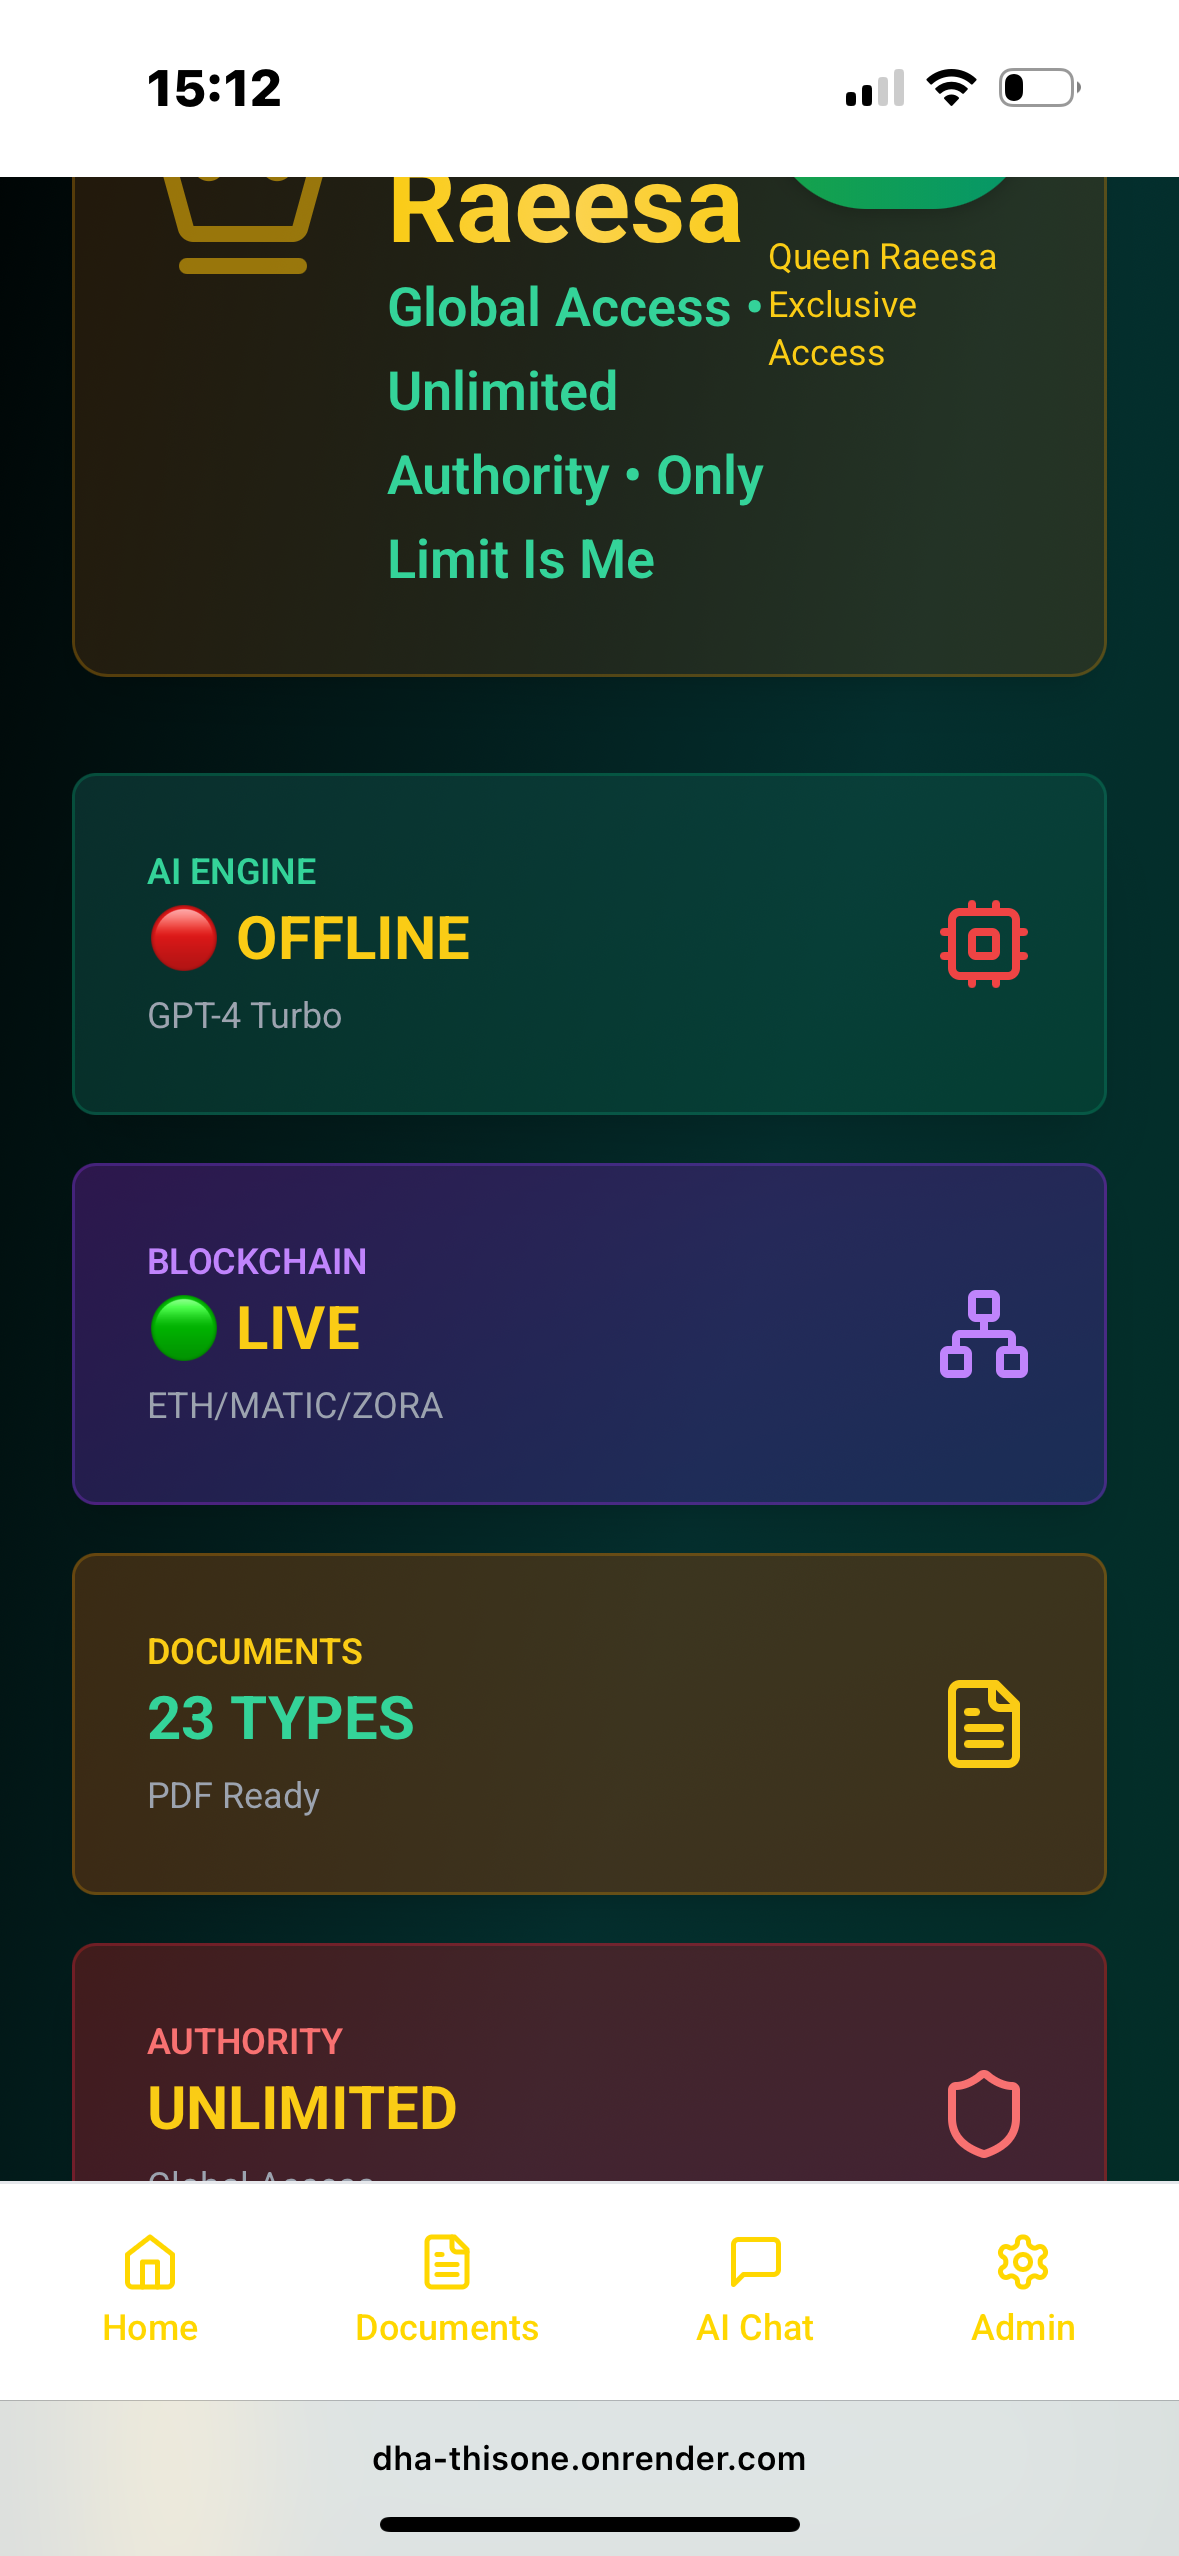 15:12
Raeesa
Queen Raeesa
Exclusive
Access
Global Access •
Unlimited
Authority • Only
Limit Is Me
AI ENGINE
🔴 OFFLINE
GPT-4 Turbo
BLOCKCHAIN
🟢 LIVE
ETH/MATIC/ZORA
DOCUMENTS
23 TYPES
PDF Ready
AUTHORITY
UNLIMITED
Global Access
Home
Documents
AI Chat
Admin
dha-thisone.onrender.com